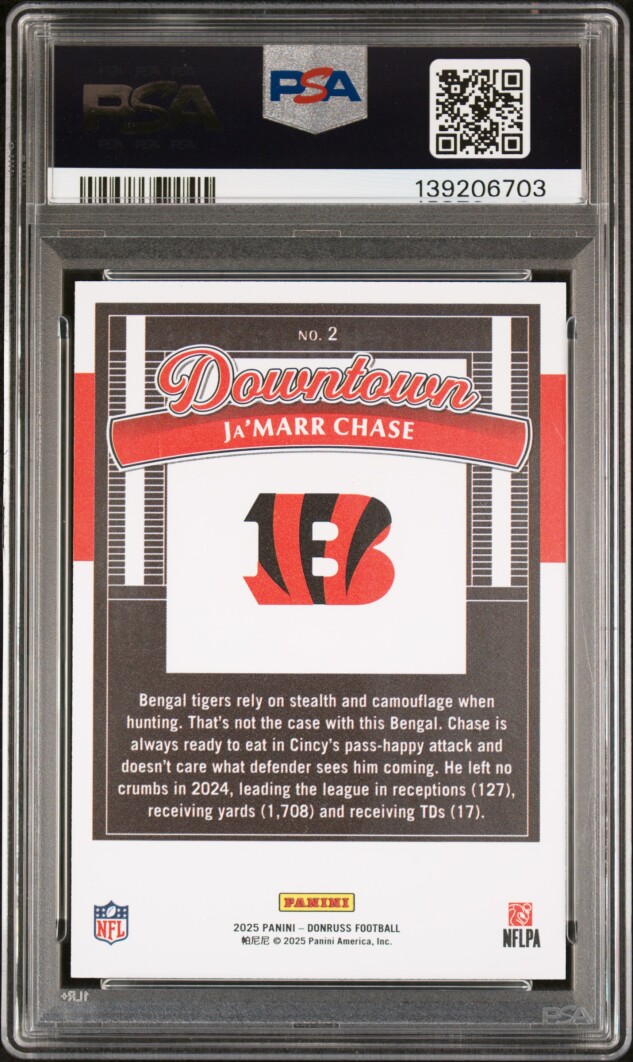 PSA
PSA
139206703
NO. 2
Downtown
JA'MARR CHASE
B
Bengal tigers rely on stealth and camouflage when
hunting. That's not the case with this Bengal. Chase is
always ready to eat in Cincy's pass-happy attack and
doesn't care what defender sees him coming. He left no
crumbs in 2024, leading the league in receptions (127),
receiving yards (1,708) and receiving TDs (17).
PANINI
NFL
2025 PANINI – DONRUSS FOOTBALL
帕尼尼 © 2025 Panini America, Inc.
NFLPA
PSA